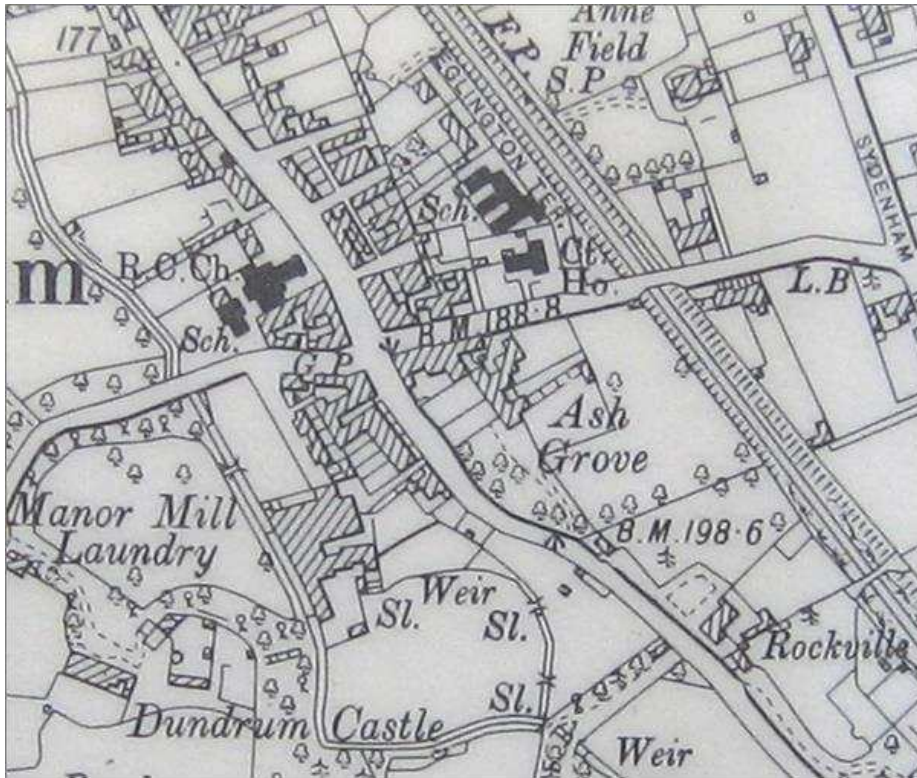 177
Anne
Field
S.P
F.P.
EGLINGTON TER.
SYDENHAM
Sch.
R.C.Ch.
m
Ct.
Ho.
L.B
Sch.
B.M.188·8
G.P.
Ash
Grove
Manor Mill
Laundry
B.M.198·6
Weir
Sl.
Sl.
Rockville
Sl.
Dundrum Castle
Weir